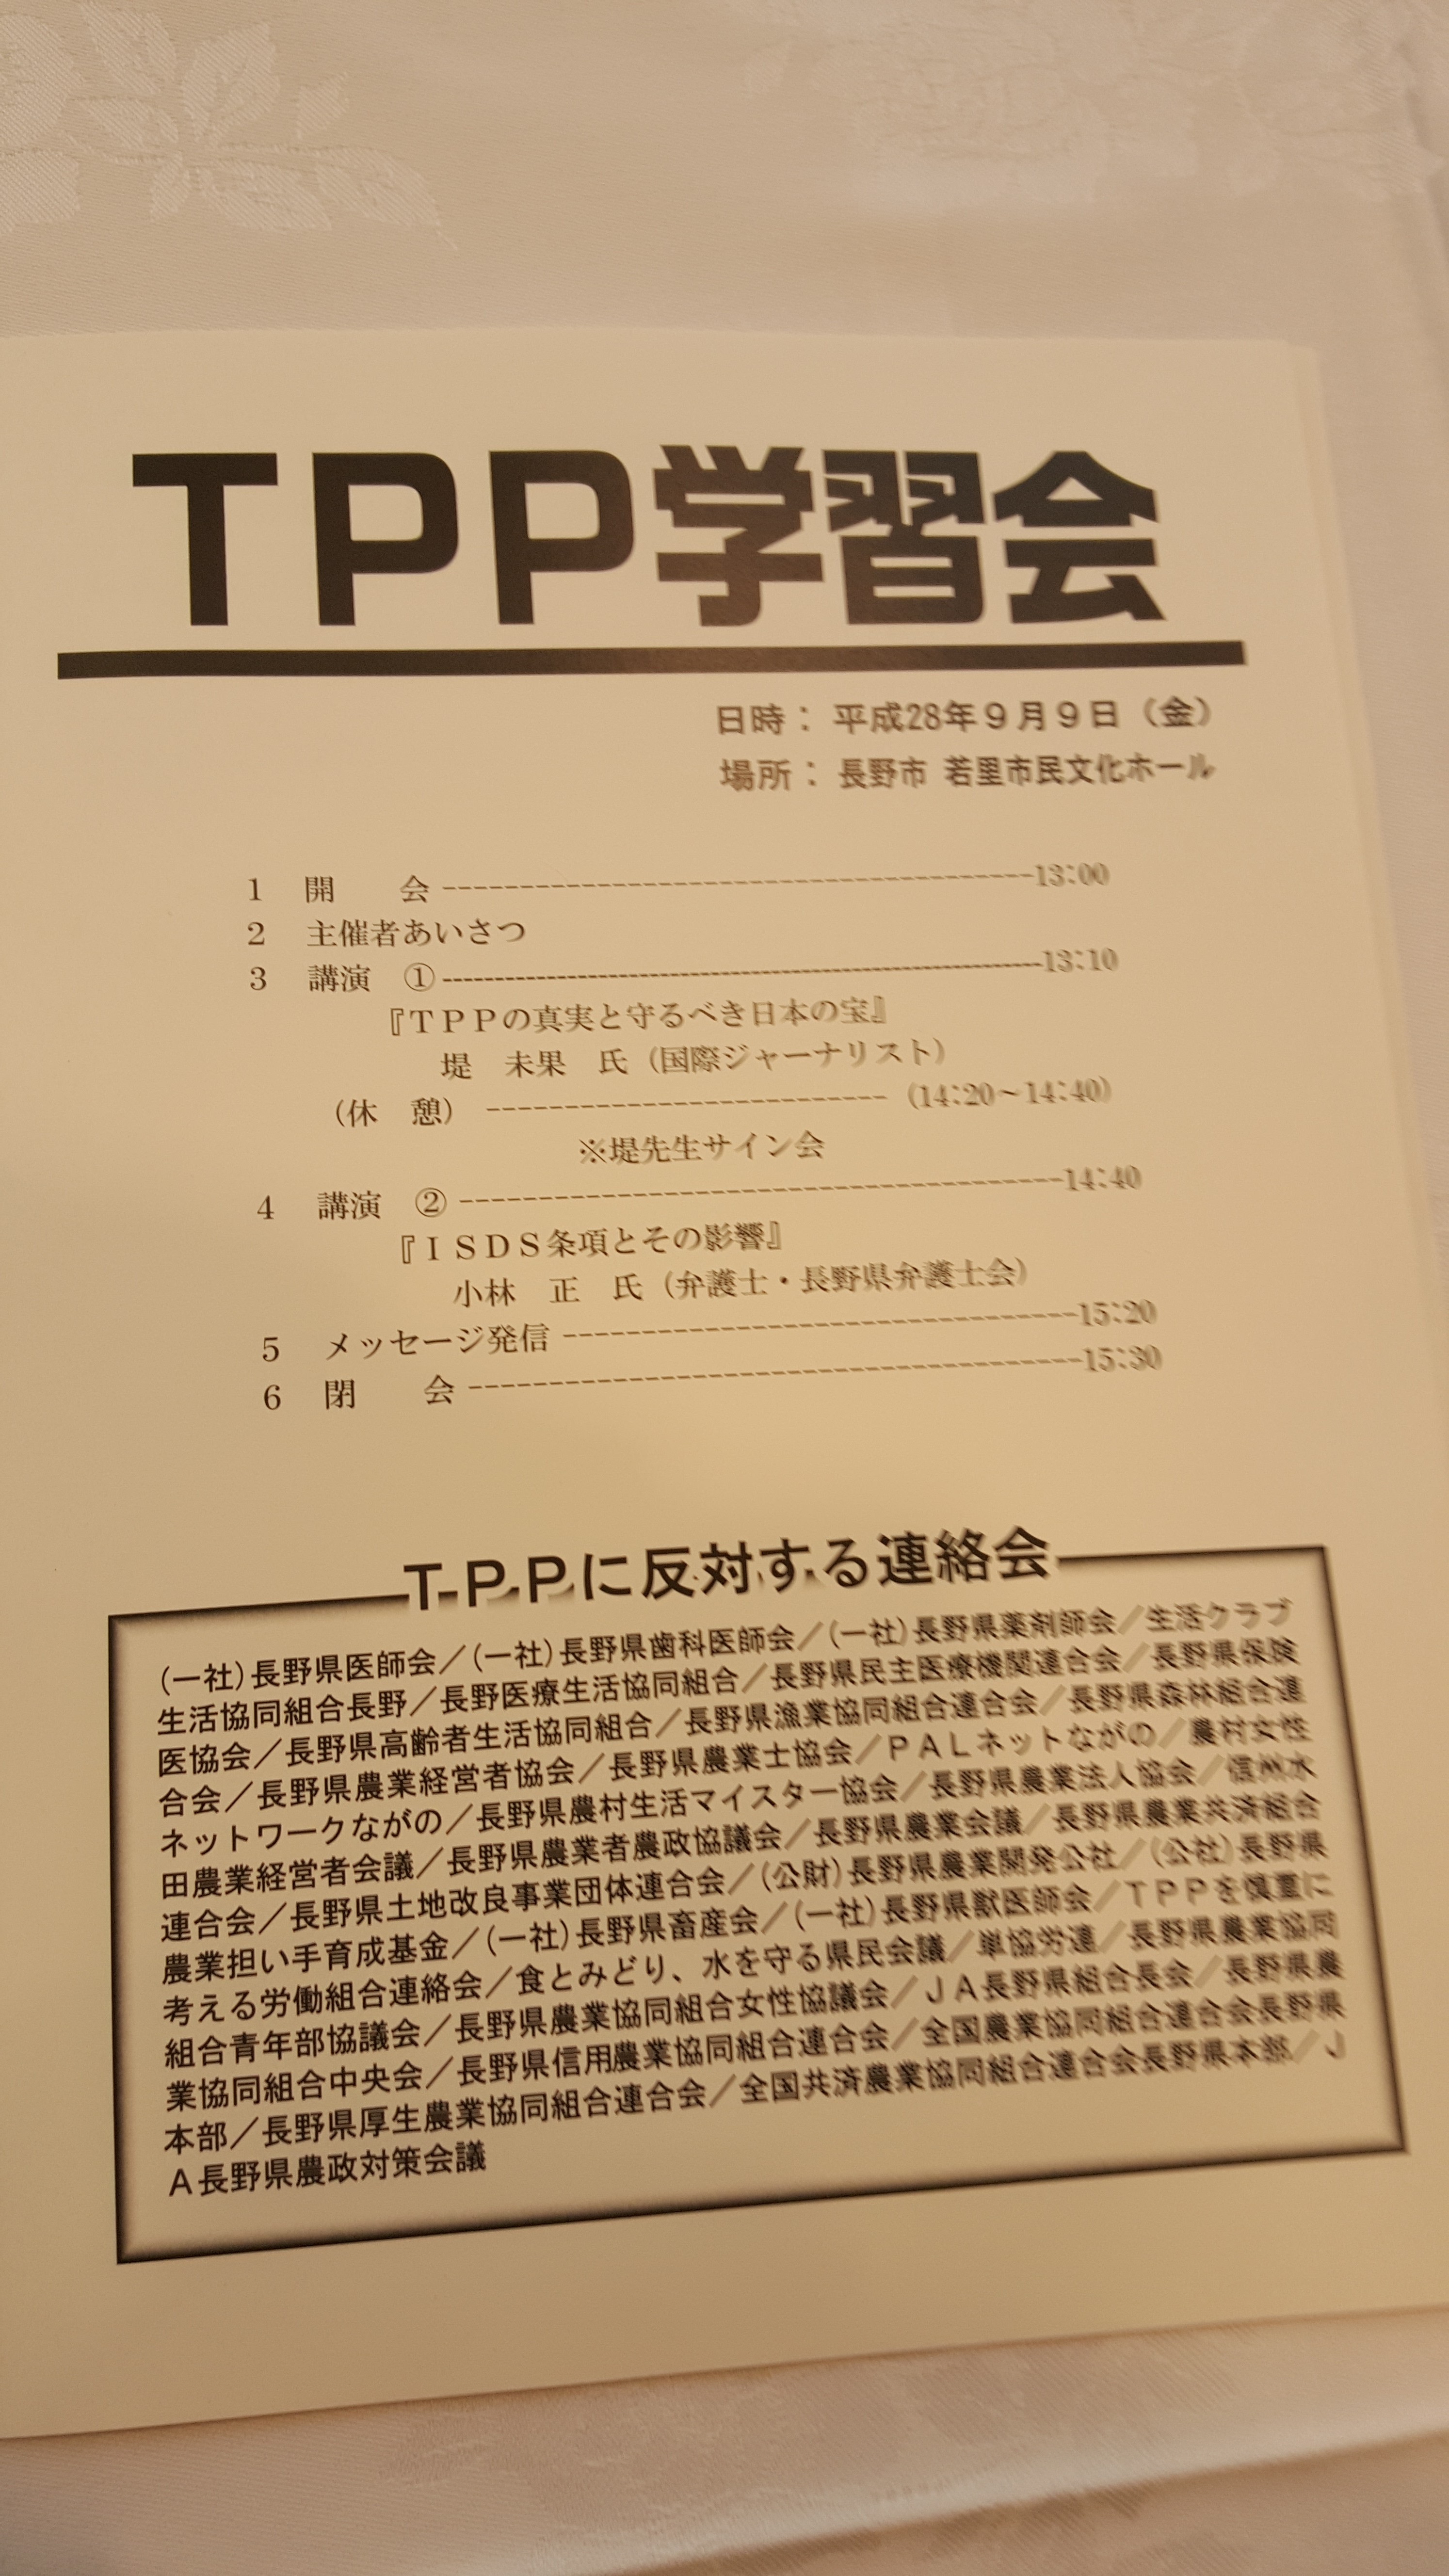 TPP学習会
日時： 平成28年９月９日（金）
場所： 長野市 若里市民文化ホール
1 開　　会 --------------------------------------13:00
2 主催者あいさつ
3 講演　① ----------------------------------------------------------13:10
『ＴＰＰの真実と守るべき日本の宝』
堤　未果　氏（国際ジャーナリスト）
（休　憩） -------------------------- （14:20～14:40）
※堤先生サイン会
4 講演　② ---------------------------------------14:40
『ＩＳＤＳ条項とその影響』
小林　正　氏（弁護士・長野県弁護士会）
5 メッセージ発信 ---------------------------------15:20
6 閉　　会 ---------------------------------------15:30
ＴＰＰに反対する連絡会
(一社)長野県医師会／(一社)長野県歯科医師会／(一社)長野県薬剤師会／生活クラブ
生活協同組合長野／長野医療生活協同組合／長野県民主医療機関連合会／長野県保険
医協会／長野県高齢者生活協同組合／長野県漁業協同組合連合会／長野県森林組合連
合会／長野県農業経営者協会／長野県農業士協会／ＰＡＬネットながの／農村女性
ネットワークながの／長野県農村生活マイスター協会／長野県農業法人協会／信州水
田農業経営者会議／長野県農業者農政協議会／長野県農業会議／長野県農業共済組合
連合会／長野県土地改良事業団体連合会／(公財)長野県農業開発公社／(公社)長野県
農業担い手育成基金／(一社)長野県畜産会／(一社)長野県獣医師会／ＴＰＰを慎重に
考える労働組合連絡会／食とみどり、水を守る県民会議／単協労連／長野県農業協同
組合青年部協議会／長野県農業協同組合女性協議会／ＪＡ長野県組合長会／長野県農
業協同組合中央会／長野県信用農業協同組合連合会／全国農業協同組合連合会長野県
本部／長野県厚生農業協同組合連合会／全国共済農業協同組合連合会長野県本部／Ｊ
Ａ長野県農政対策会議